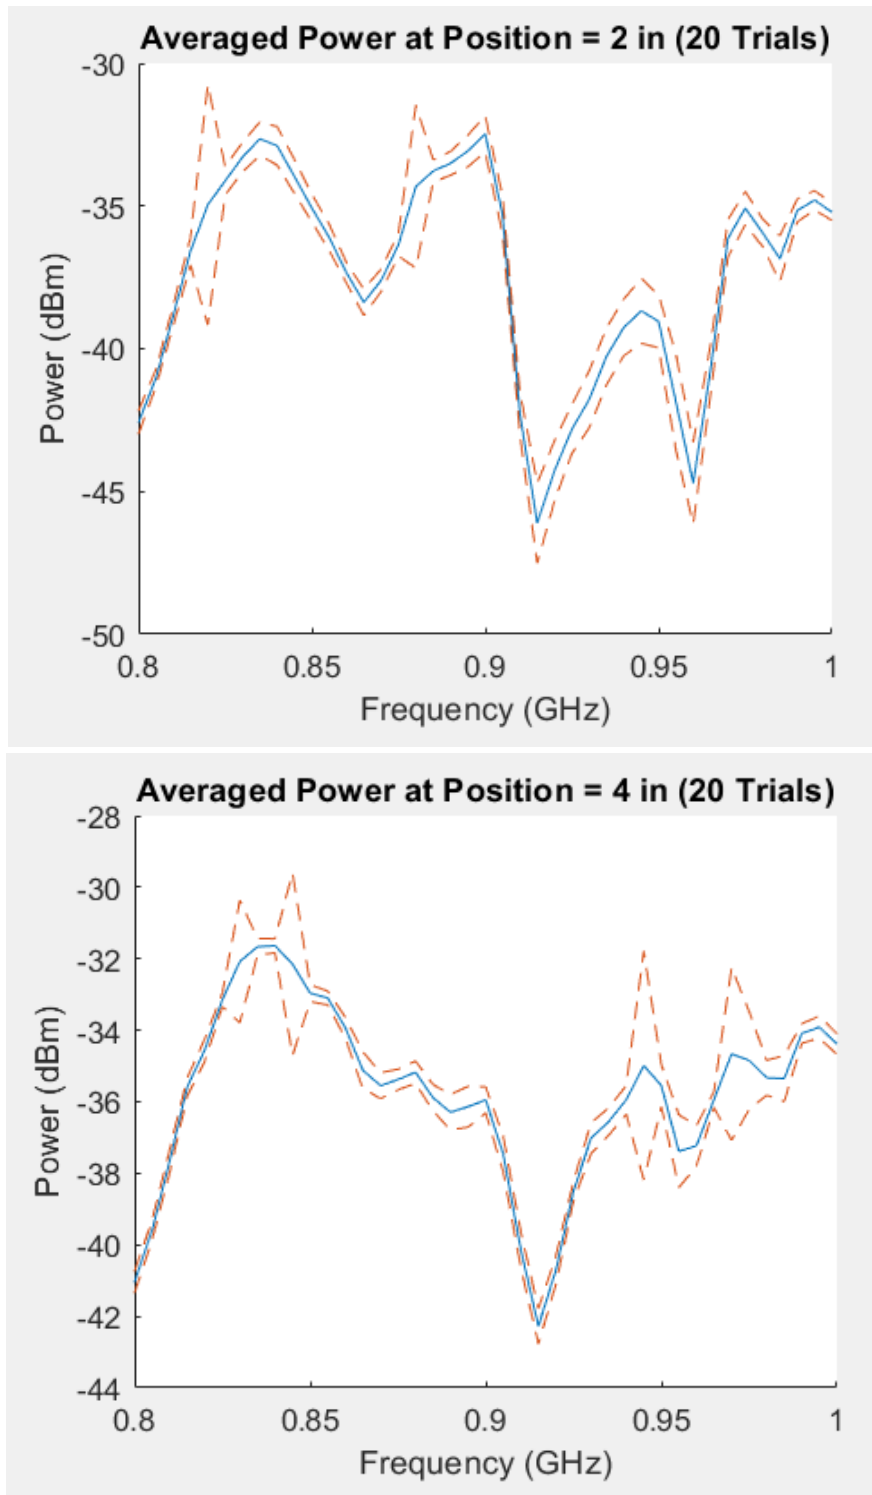 Averaged Power at Position = 2 in (20 Trials)
-30
-35
-40
-45
-50
Power (dBm)
0.8 0.85 0.9 0.95 1
Frequency (GHz)
Averaged Power at Position = 4 in (20 Trials)
-28
-30
-32
-34
-36
-38
-40
-42
-44
Power (dBm)
0.8 0.85 0.9 0.95 1
Frequency (GHz)